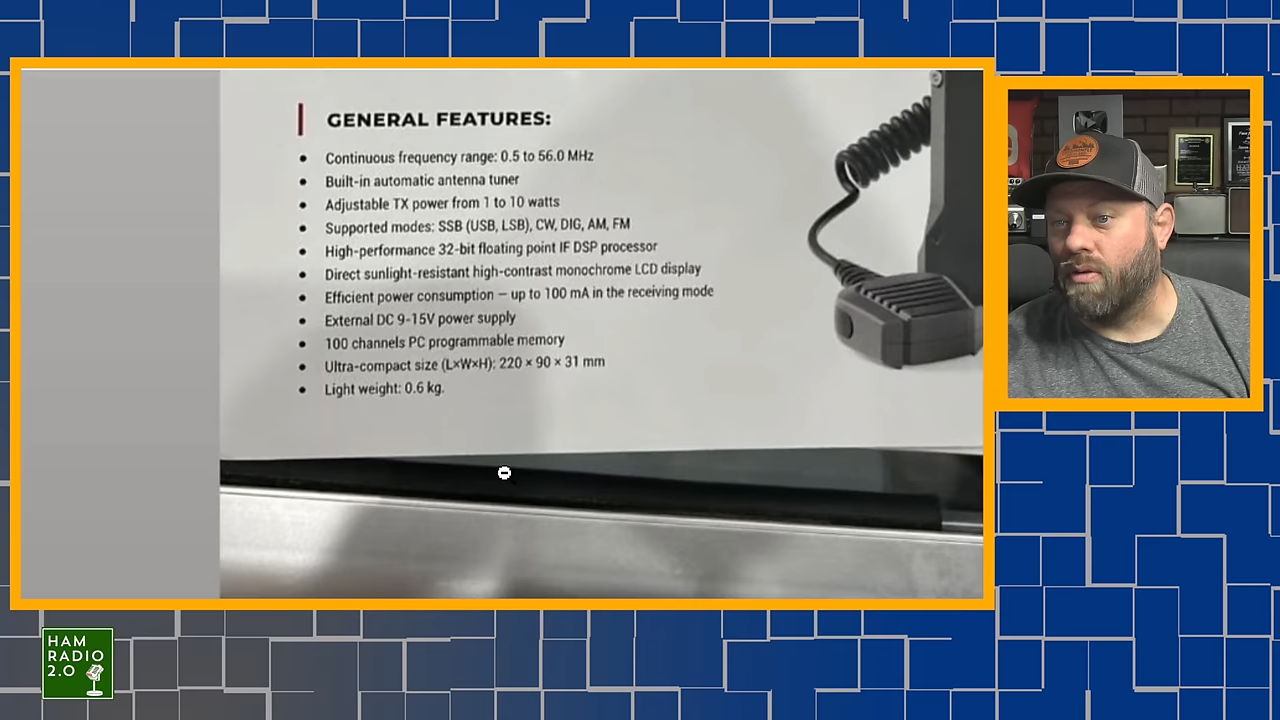 GENERAL FEATURES:
• Continuous frequency range: 0.5 to 56.0 MHz
• Built-in automatic antenna tuner
• Adjustable TX power from 1 to 10 watts
• Supported modes: SSB (USB, LSB), CW, DIG, AM, FM
• High-performance 32-bit floating point IF DSP processor
• Direct sunlight-resistant high-contrast monochrome LCD display
• Efficient power consumption – up to 100 mA in the receiving mode
• External DC 9-15V power supply
• 100 channels PC programmable memory
• Ultra-compact size (L×W×H): 220 × 90 × 31 mm
• Light weight: 0.6 kg.
HAM
RADIO
2.0